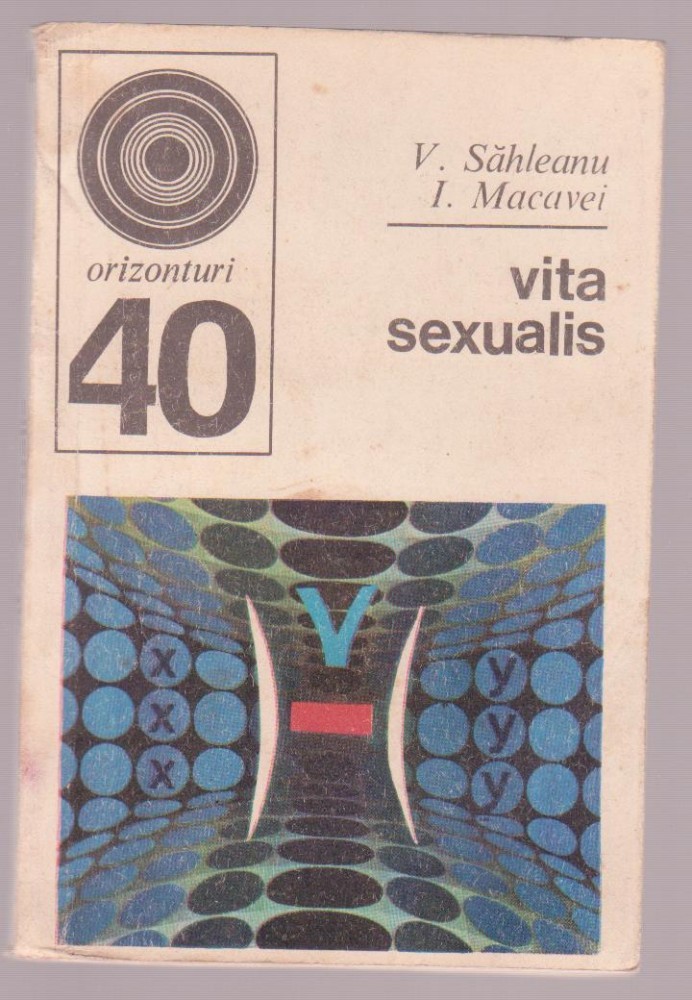 orizonturi
40
V. Săhleanu
I. Macavei
vita
sexualis
V
x
x
x
y
y
y